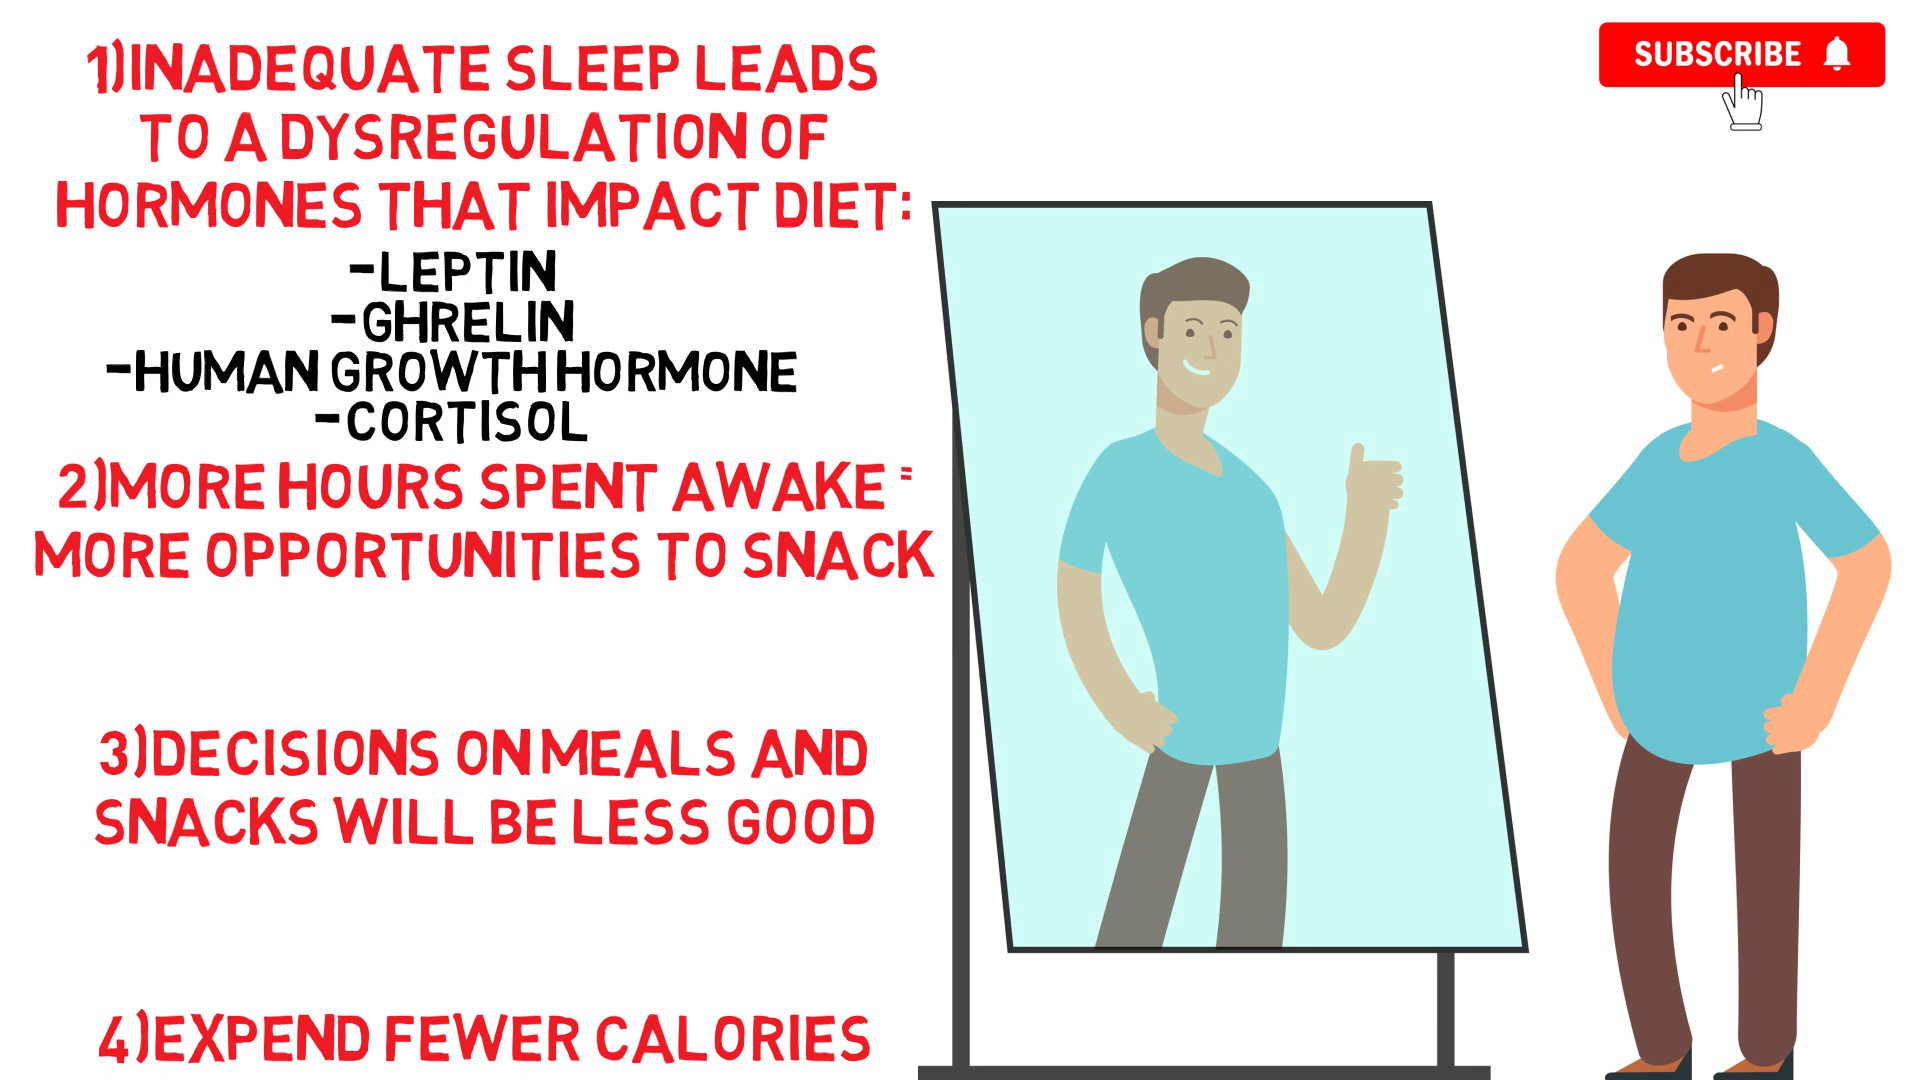 1)INADEQUATE SLEEP LEADS
TO A DYSREGULATION OF
HORMONES THAT IMPACT DIET:
-LEPTIN
-GHRELIN
-HUMAN GROWTH HORMONE
-CORTISOL
2)MORE HOURS SPENT AWAKE =
MORE OPPORTUNITIES TO SNACK
3)DECISIONS ON MEALS AND
SNACKS WILL BE LESS GOOD
4)EXPEND FEWER CALORIES
SUBSCRIBE